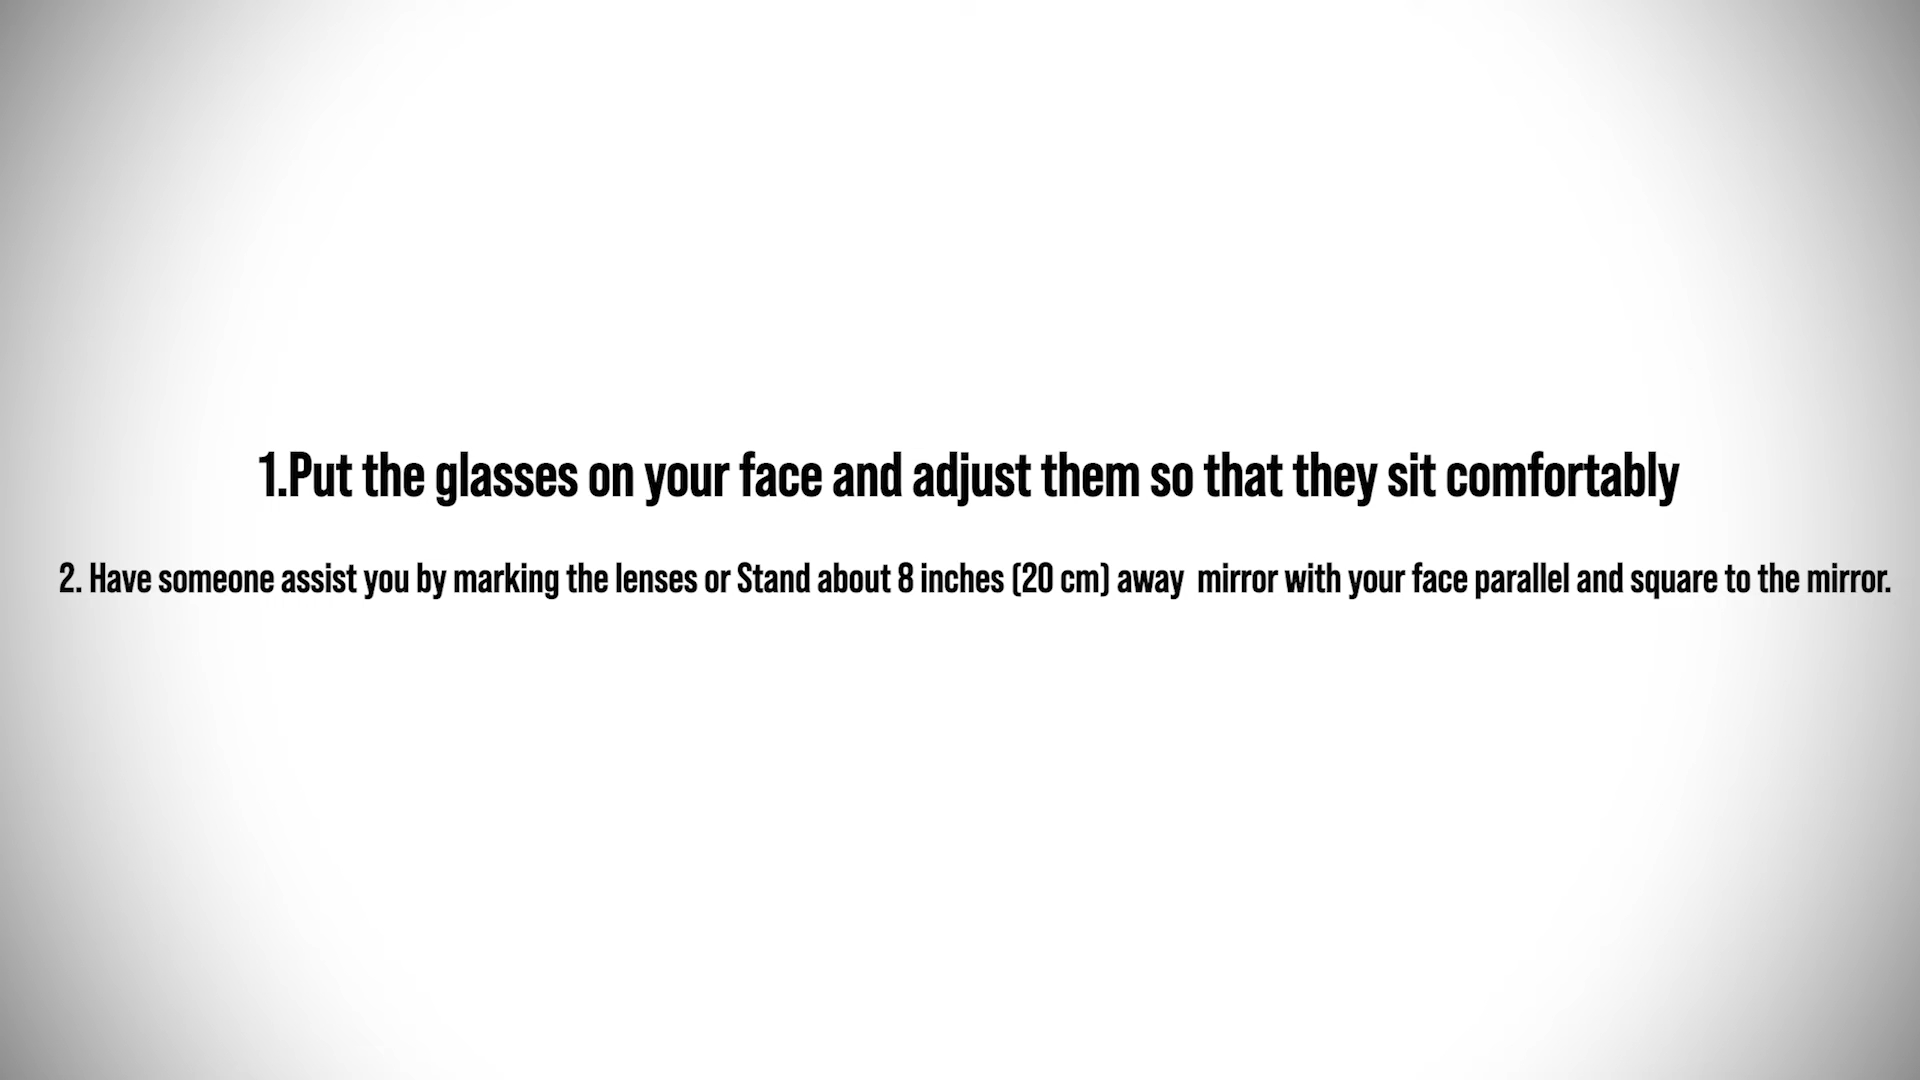 1.Put the glasses on your face and adjust them so that they sit comfortably
2. Have someone assist you by marking the lenses or Stand about 8 inches (20 cm) away  mirror with your face parallel and square to the mirror.